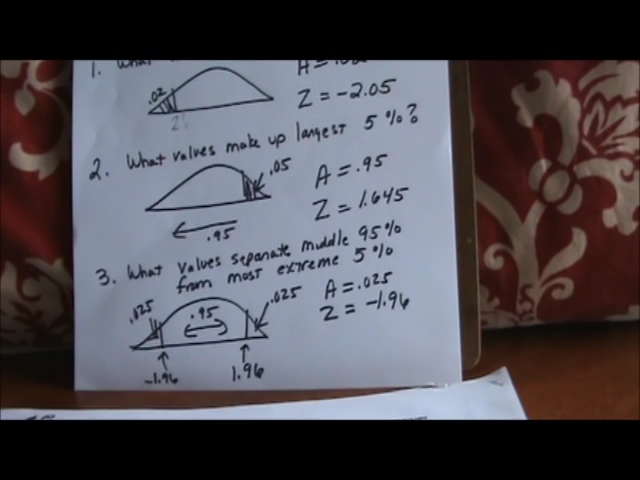 1. What
.02
Z = -2.05
2. What values make up largest 5%?
.05
A = .95
Z = 1.645
.95
3. What values separate middle 95%
from most extreme 5%
.025
.95
.025
A = .025
Z = -1.96
-1.96
1.96